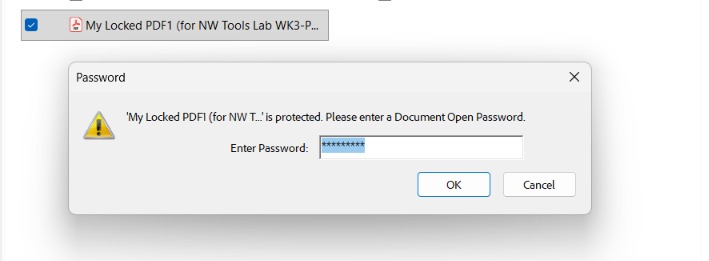 My Locked PDF1 (for NW Tools Lab WK3-P...
Password
'My Locked PDF1 (for NW T...' is protected. Please enter a Document Open Password.
Enter Password: *********
OK Cancel